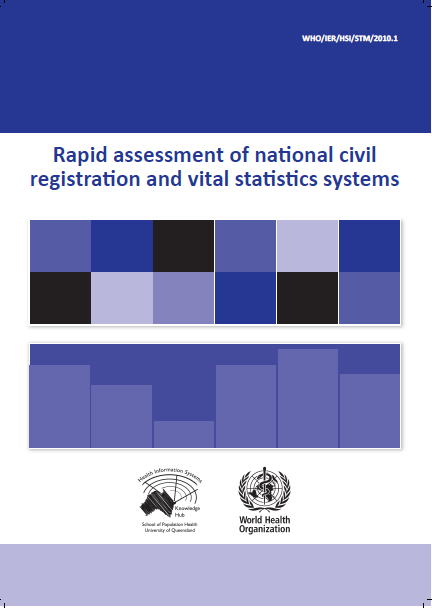 WHO/IER/HSI/STM/2010.1
Rapid assessment of national civil
registration and vital statistics systems
Health Information Systems
Knowledge
Hub
School of Population Health
University of Queensland
World Health
Organization